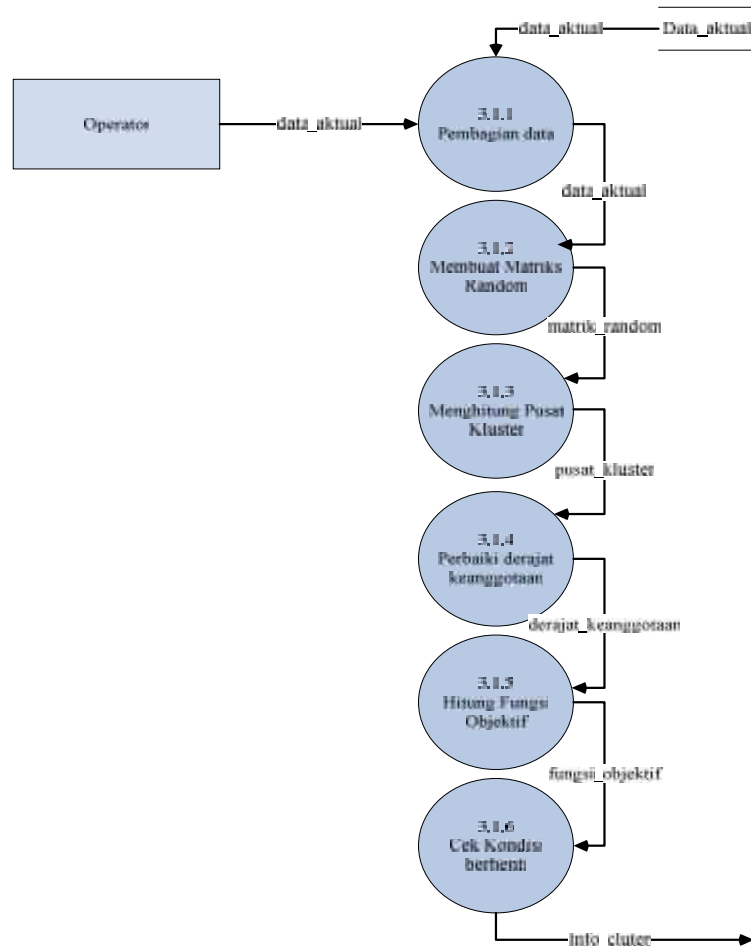 data_aktual
Data_aktual
Operator
data_aktual
3.1.1
Pembagian data
data_aktual
3.1.2
Membuat Matriks
Random
matrik_random
3.1.3
Menghitung Pusat
Kluster
pusat_kluster
3.1.4
Perbaiki derajat
keanggotaan
derajat_keanggotaan
3.1.5
Hitung Fungsi
Objektif
fungsi_objektif
3.1.6
Cek Kondisi
berhenti
info_cluter